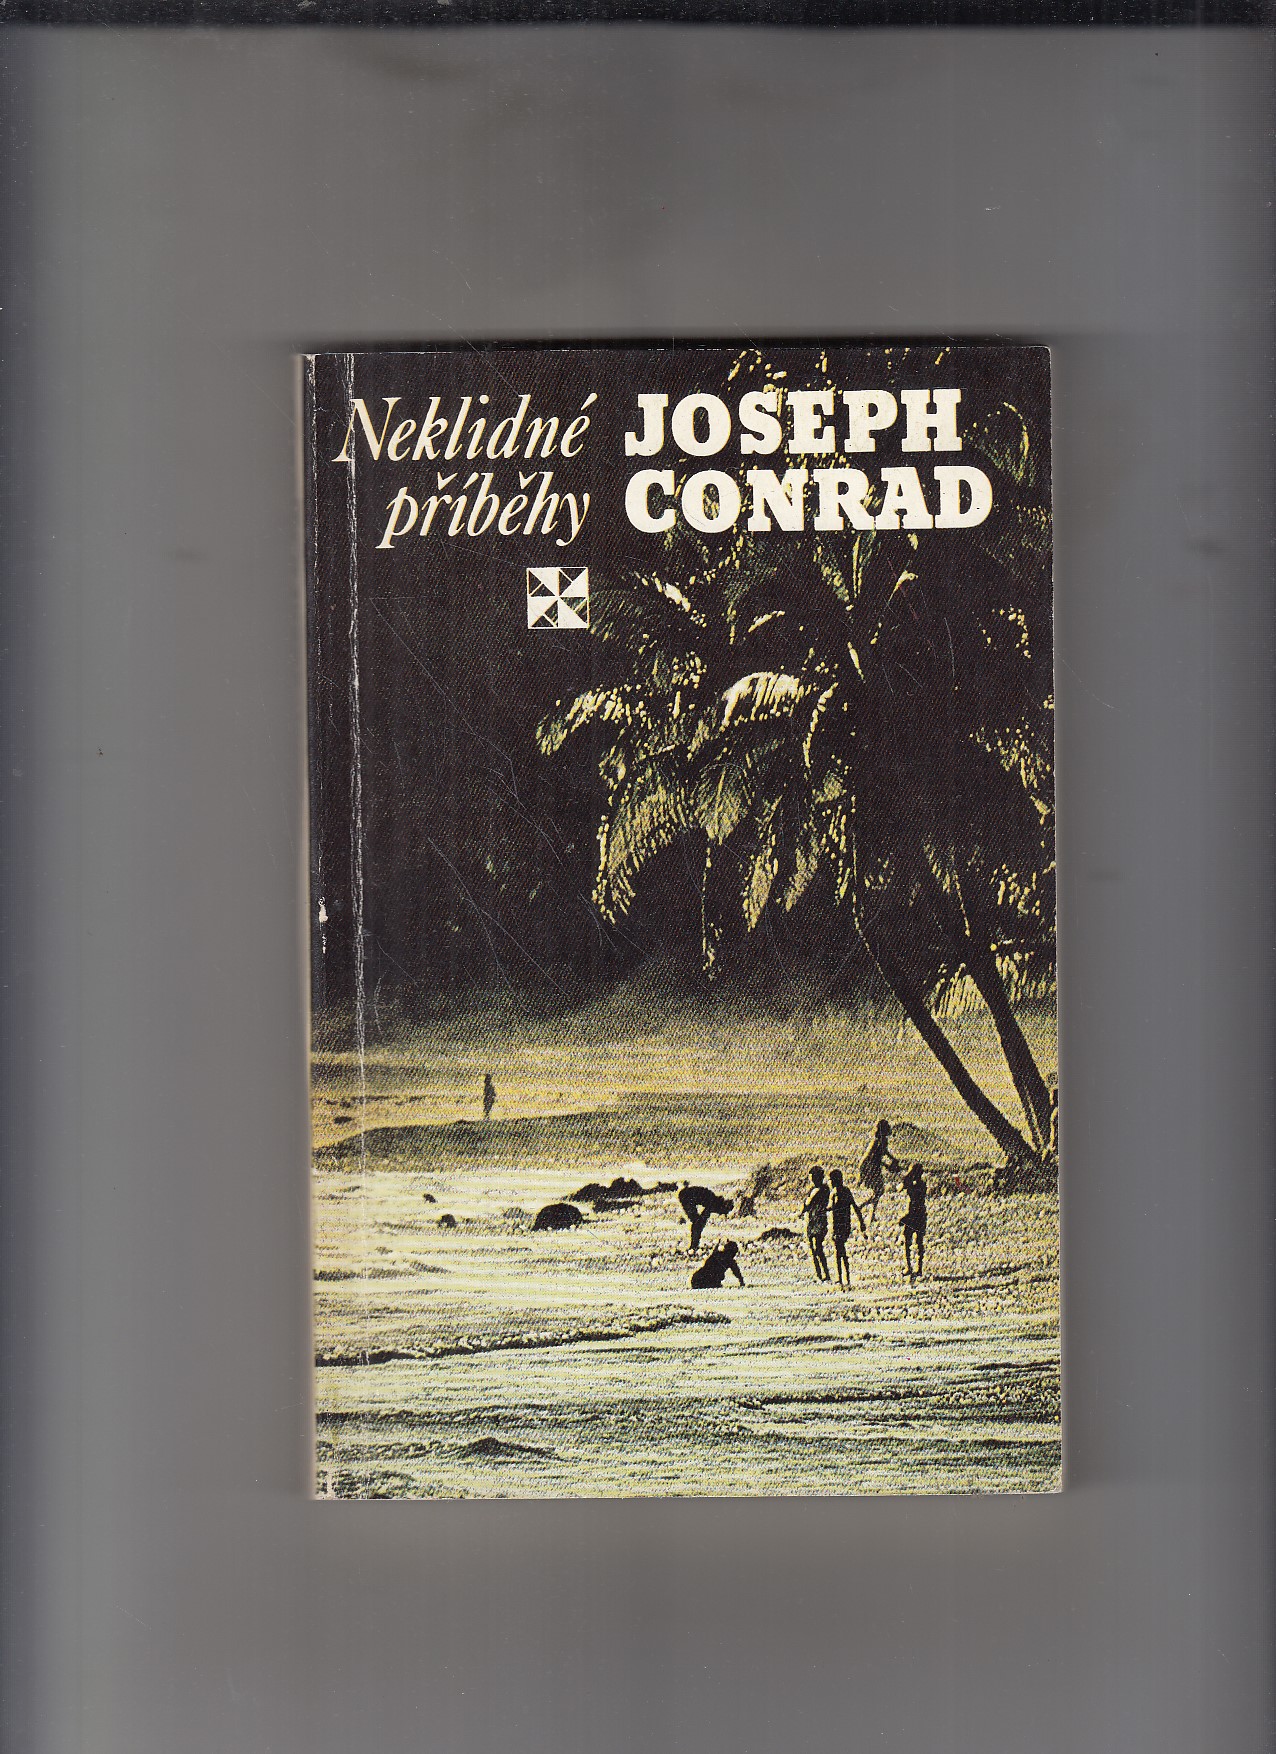 Neklidné
příběhy
JOSEPH
CONRAD